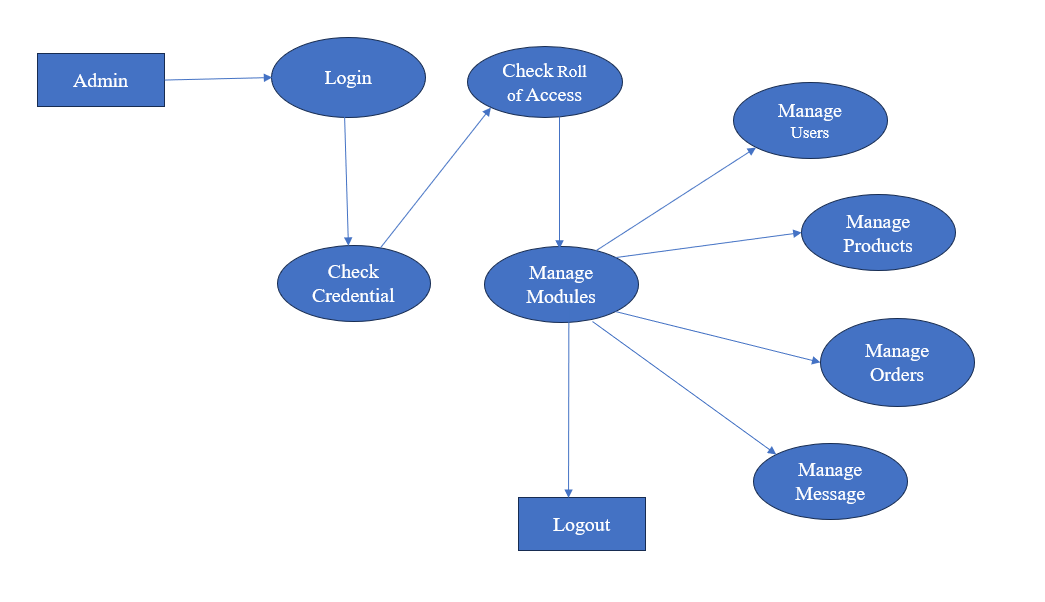 Admin
Login
Check Roll
of Access
Manage
Users
Manage
Products
Check
Credential
Manage
Modules
Manage
Orders
Manage
Message
Logout